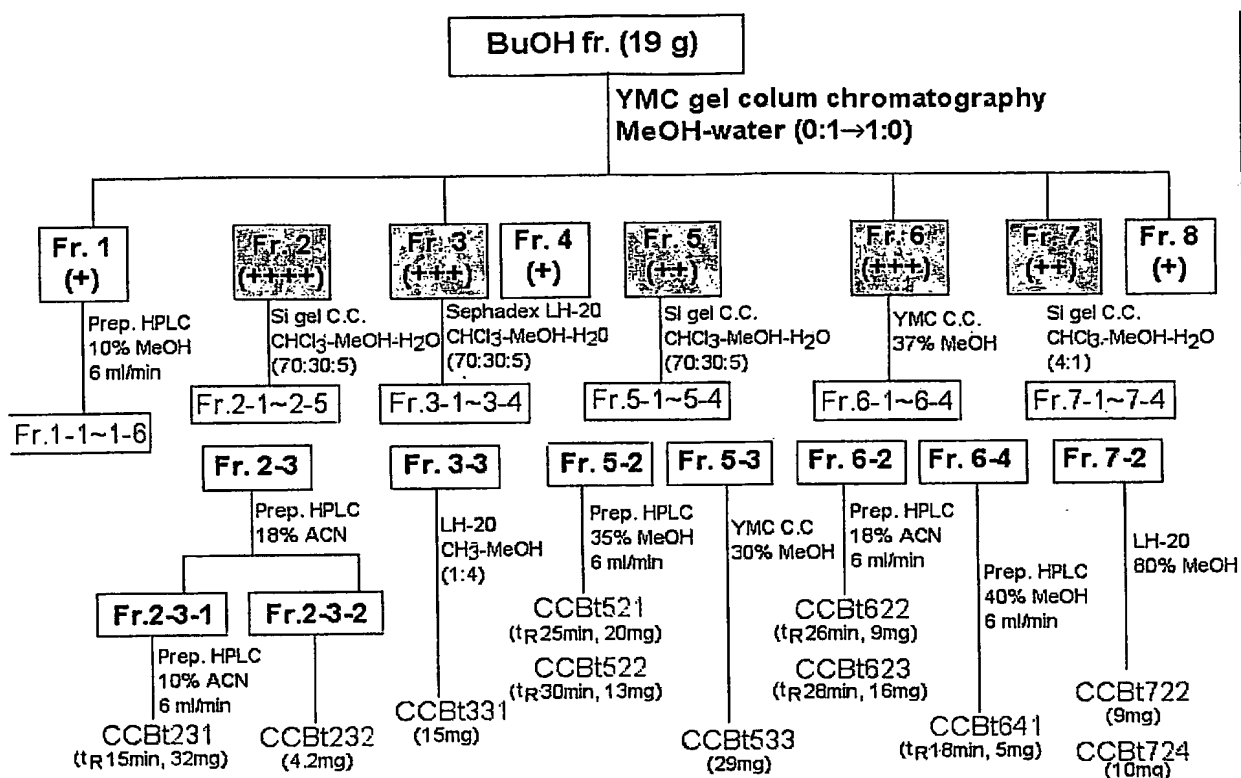 BuOH fr. (19 g)
YMC gel colum chromatography
MeOH-water (0:1→1:0)
Fr. 1
(+)
Fr. 2
(++++)
Fr. 3
(+++)
Fr. 4
(+)
Fr. 5
(++)
Fr. 6
(+++)
Fr. 7
(++)
Fr. 8
(+)
Prep. HPLC
10% MeOH
6 ml/min
Si gel C.C.
CHCl3-MeOH-H2O
(70:30:5)
Sephadex LH-20
CHCl3-MeOH-H2O
(70:30:5)
Si gel C.C.
CHCl3-MeOH-H2O
(70:30:5)
YMC C.C.
37% MeOH
Si gel C.C.
CHCl3.-MeOH-H2O
(4:1)
Fr.1-1~1-6
Fr.2-1~2-5
Fr.3-1~3-4
Fr.5-1~5-4
Fr.6-1~6-4
Fr.7-1~7-4
Fr. 2-3
Fr. 3-3
Fr. 5-2
Fr. 5-3
Fr. 6-2
Fr. 6-4
Fr. 7-2
Prep. HPLC
18% ACN
LH-20
CH3-MeOH
(1:4)
Prep. HPLC
35% MeOH
6 ml/min
YMC C.C
30% MeOH
Prep. HPLC
18% ACN
6 ml/min
Prep. HPLC
40% MeOH
6 ml/min
LH-20
80% MeOH
Fr.2-3-1
Fr.2-3-2
Prep. HPLC
10% ACN
6 ml/min
CCBt231
(tR15min, 32mg)
CCBt232
(4.2mg)
CCBt331
(15mg)
CCBt521
(tR25min, 20mg)
CCBt522
(tR30min, 13mg)
CCBt533
(29mg)
CCBt622
(tR26min, 9mg)
CCBt623
(tR28min, 16mg)
CCBt641
(tR18min, 5mg)
CCBt722
(9mg)
CCBt724
(10mg)